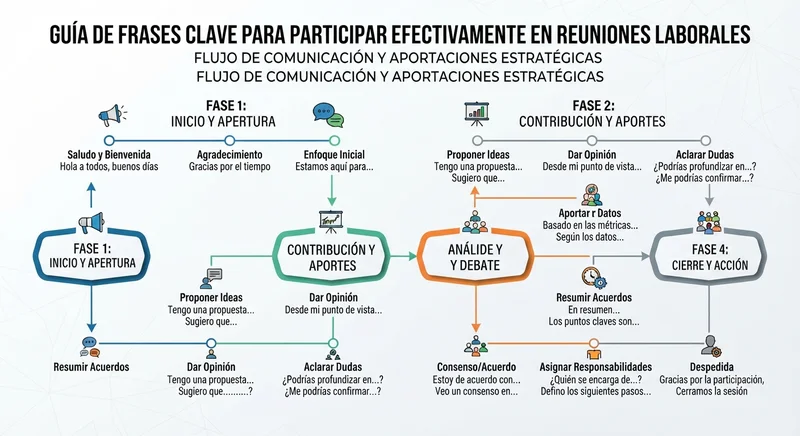 GUÍA DE FRASES CLAVE PARA PARTICIPAR EFECTIVAMENTE EN REUNIONES LABORALES
FLUJO DE COMUNICACIÓN Y APORTACIONES ESTRATÉGICAS
FLUJO DE COMUNICACIÓN Y APORTACIONES ESTRATÉGICAS
FASE 1:
INICIO Y APERTURA
Saludo y Bienvenida
Hola a todos, buenos días
Agradecimiento
Gracias por el tiempo
Enfoque Inicial
Estamos aquí para...
FASE 2:
CONTRIBUCIÓN Y APORTES
Proponer Ideas
Tengo una propuesta...
Sugiero que...
Dar Opinión
Desde mi punto de vista...
Aclarar Dudas
¿Podrías profundizar en...?
¿Me podrías confirmar...?
Aportar r Datos
Basado en las métricas...
Según los datos...
FASE 1:
INICIO Y APERTURA
CONTRIBUCIÓN Y
APORTES
ANÁLIDE Y
Y DEBATE
FASE 4:
CIERRE Y ACCIÓN
Proponer Ideas
Tengo una propuesta...
Sugiero que...
Dar Opinión
Desde mi punto de vista...
Resumir Acuerdos
En resumen...
Los puntos claves son...
Resumir Acuerdos
Dar Opinión
Tengo una propuesta...
Sugiero que..........?
Aclarar Dudas
¿Podrías profundizar en...?
¿Me podrías confirmar...?
Consenso/Acuerdo
Estoy de acuerdo con...
Veo un consenso en...
Asignar Responsabilidades
¿Quién se encarga de...?
Defino los siguientes pasos...
Despedida
Gracias por la participación,
Cerramos la sesión